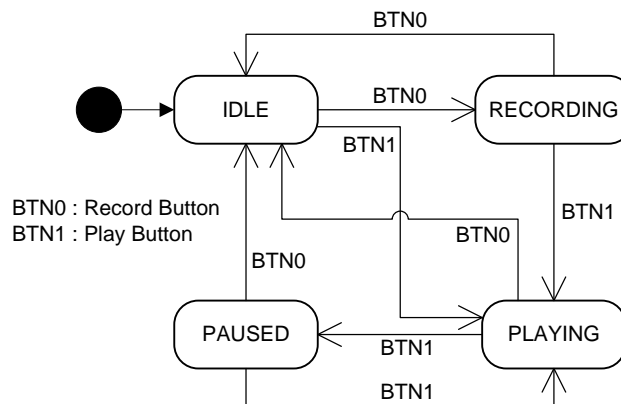 BTN0
IDLE
BTN0
RECORDING
BTN1
BTN0 : Record Button
BTN1 : Play Button
BTN1
BTN0
BTN0
PAUSED
BTN1
PLAYING
BTN1